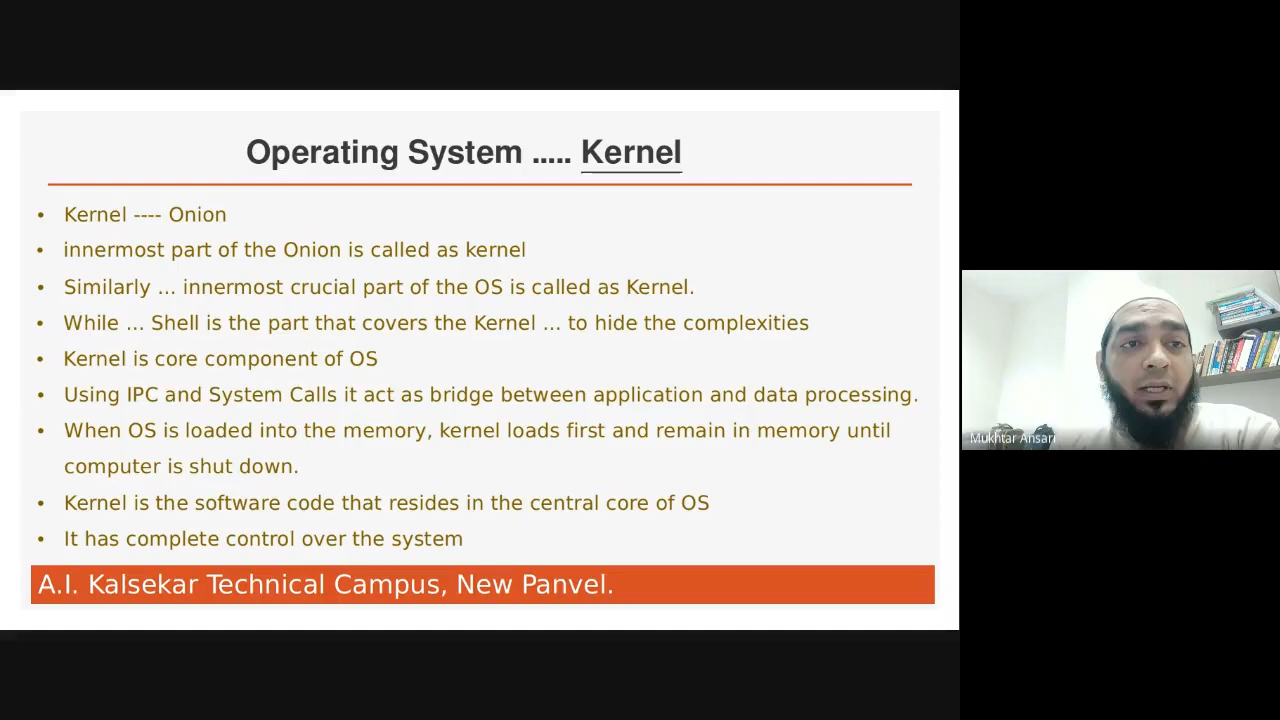 Operating System ..... Kernel
• Kernel ---- Onion
• innermost part of the Onion is called as kernel
• Similarly ... innermost crucial part of the OS is called as Kernel.
• While ... Shell is the part that covers the Kernel ... to hide the complexities
• Kernel is core component of OS
• Using IPC and System Calls it act as bridge between application and data processing.
• When OS is loaded into the memory, kernel loads first and remain in memory until
computer is shut down.
• Kernel is the software code that resides in the central core of OS
• It has complete control over the system
A.I. Kalsekar Technical Campus, New Panvel.
Mukhtar Ansari